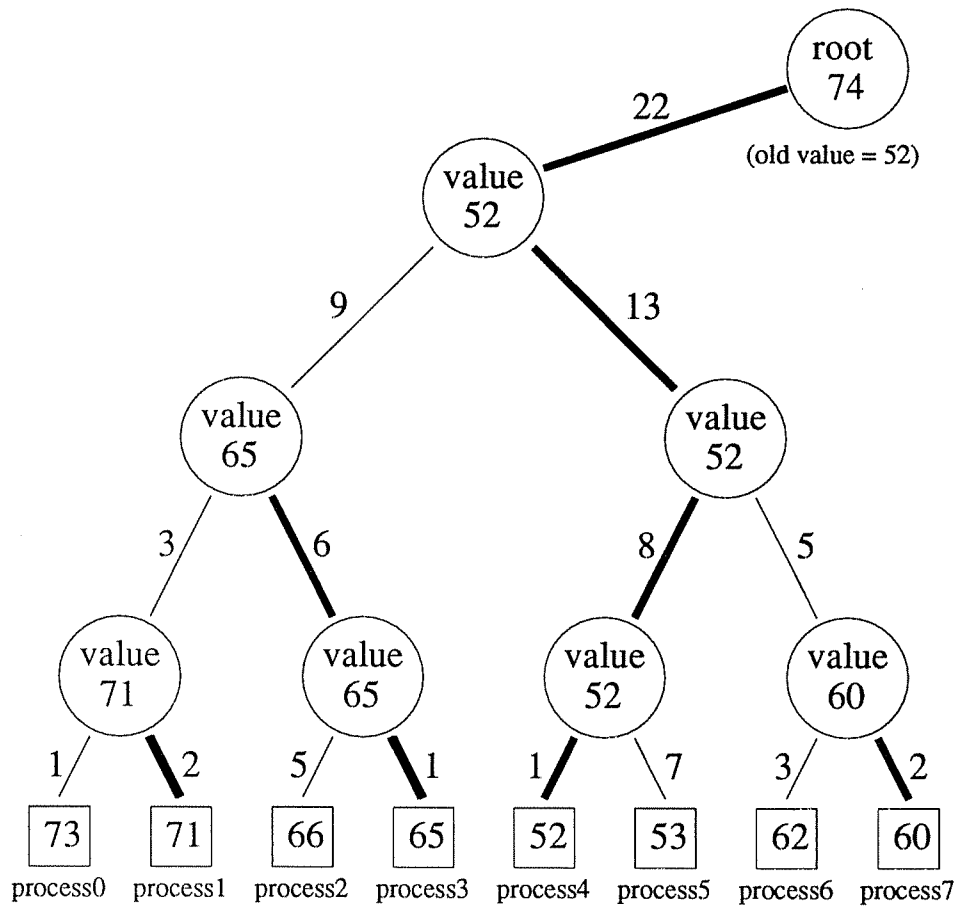 root
74
22
(old value = 52)
value
52
9
13
value
65
value
52
3
6
8
5
value
71
value
65
value
52
value
60
1
2
5
1
1
7
3
2
73
71
66
65
52
53
62
60
process0
process1
process2
process3
process4
process5
process6
process7